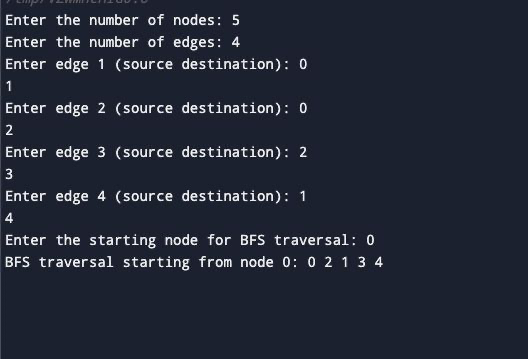 Enter the number of nodes: 5
Enter the number of edges: 4
Enter edge 1 (source destination): 0
1
Enter edge 2 (source destination): 0
2
Enter edge 3 (source destination): 2
3
Enter edge 4 (source destination): 1
4
Enter the starting node for BFS traversal: 0
BFS traversal starting from node 0: 0 2 1 3 4